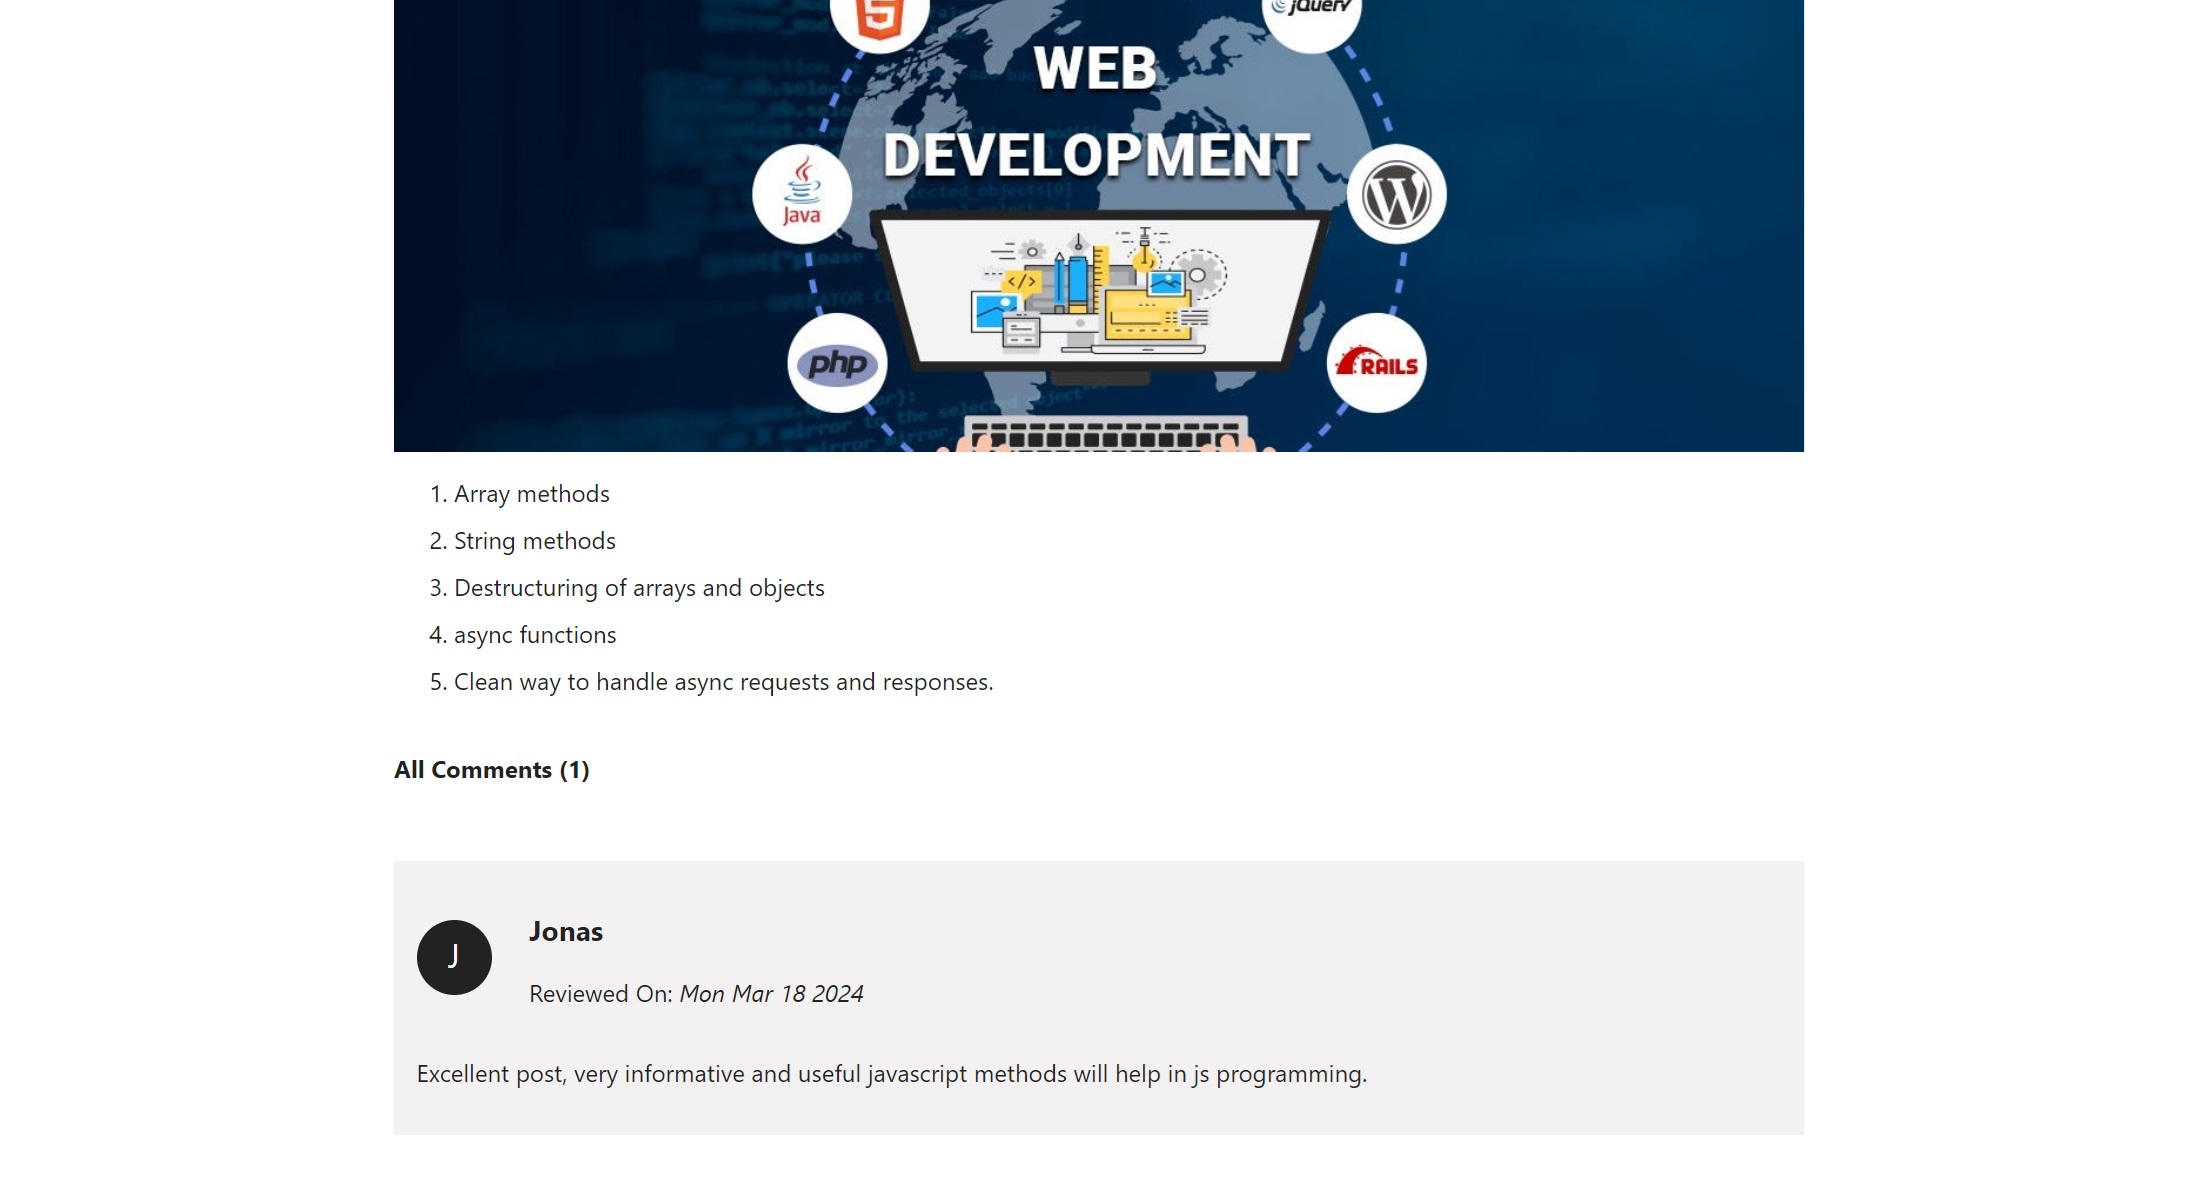 jQuery
WEB
DEVELOPMENT
Java
</>
php
RAILS
1. Array methods
2. String methods
3. Destructuring of arrays and objects
4. async functions
5. Clean way to handle async requests and responses.
All Comments (1)
J
Jonas
Reviewed On: Mon Mar 18 2024
Excellent post, very informative and useful javascript methods will help in js programming.